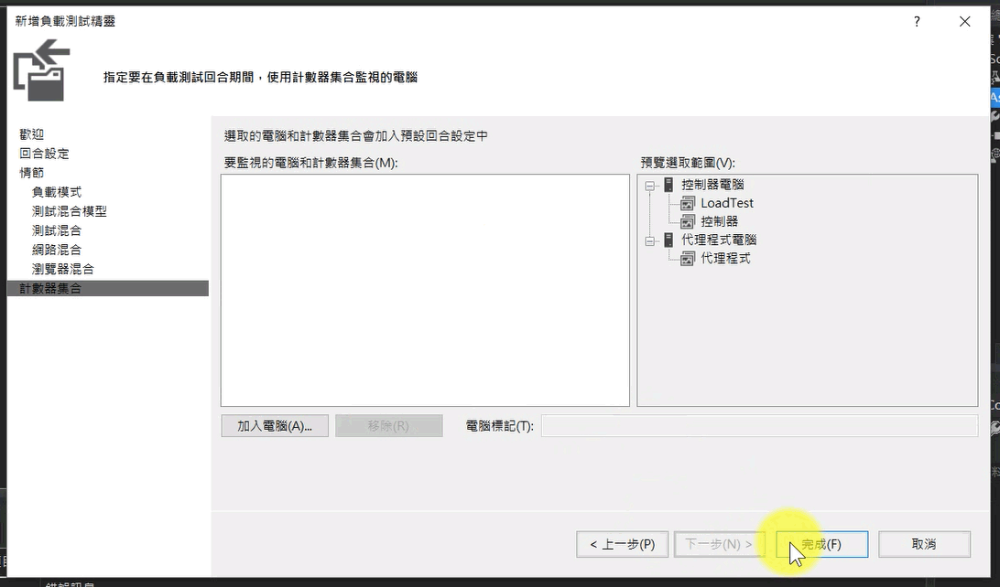 新增負載測試精靈
?
指定要在負載測試回合期間，使用計數器集合監視的電腦
歡迎
回合設定
情節
負載模式
測試混合模型
測試混合
網路混合
瀏覽器混合
計數器集合
選取的電腦和計數器集合會加入預設回合設定中
要監視的電腦和計數器集合(M):
預覽選取範圍(V):
控制器電腦
LoadTest
控制器
代理程式電腦
代理程式
加入電腦(A)...
移除(R)
電腦標記(T):
< 上一步(P)
下一步(N) >
完成(F)
取消